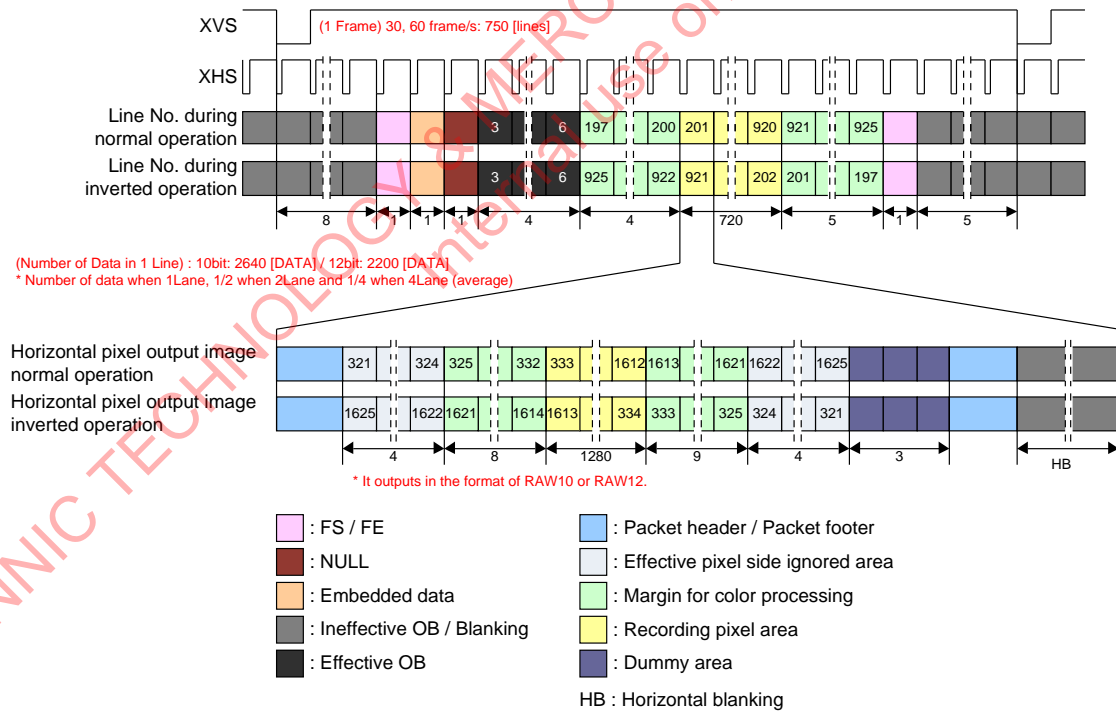 XVS
(1 Frame) 30, 60 frame/s: 750 [lines]
XHS
Line No. during
normal operation
3 6 197 200 201 920 921 925
Line No. during
inverted operation
3 6 925 922 921 202 201 197
8 1 1 1 4 4 720 5 1 5
(Number of Data in 1 Line) : 10bit: 2640 [DATA] / 12bit: 2200 [DATA]
* Number of data when 1Lane, 1/2 when 2Lane and 1/4 when 4Lane (average)
Horizontal pixel output image
normal operation
321 324 325 332 333 1612 1613 1621 1622 1625
Horizontal pixel output image
inverted operation
1625 1622 1621 1614 1613 334 333 325 324 321
4 8 1280 9 4 3 HB
* It outputs in the format of RAW10 or RAW12.
: FS / FE
: NULL
: Embedded data
: Ineffective OB / Blanking
: Effective OB
: Packet header / Packet footer
: Effective pixel side ignored area
: Margin for color processing
: Recording pixel area
: Dummy area
HB : Horizontal blanking
NNIC TECHNOLOGY & MERC
Internal use on